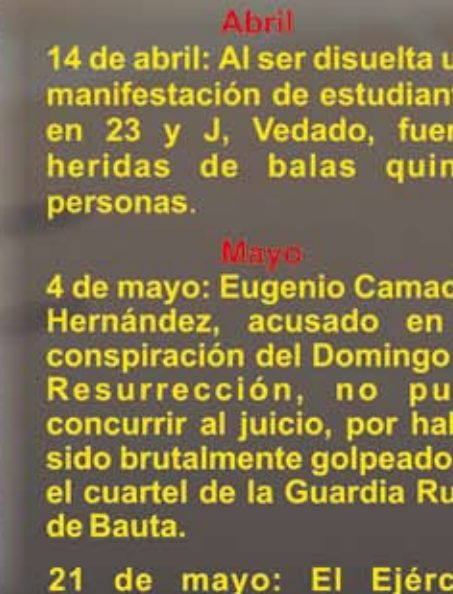 Abril
14 de abril: Al ser disuelta u
manifestación de estudiant
en 23 y J, Vedado, fuer
heridas de balas quin
personas.
Mayo
4 de mayo: Eugenio Camac
Hernández, acusado en
conspiración del Domingo
Resurrección, no pu
concurrir al juicio, por hal
sido brutalmente golpeado
el cuartel de la Guardia Ru
de Bauta.
21 de mayo: El Ejérc